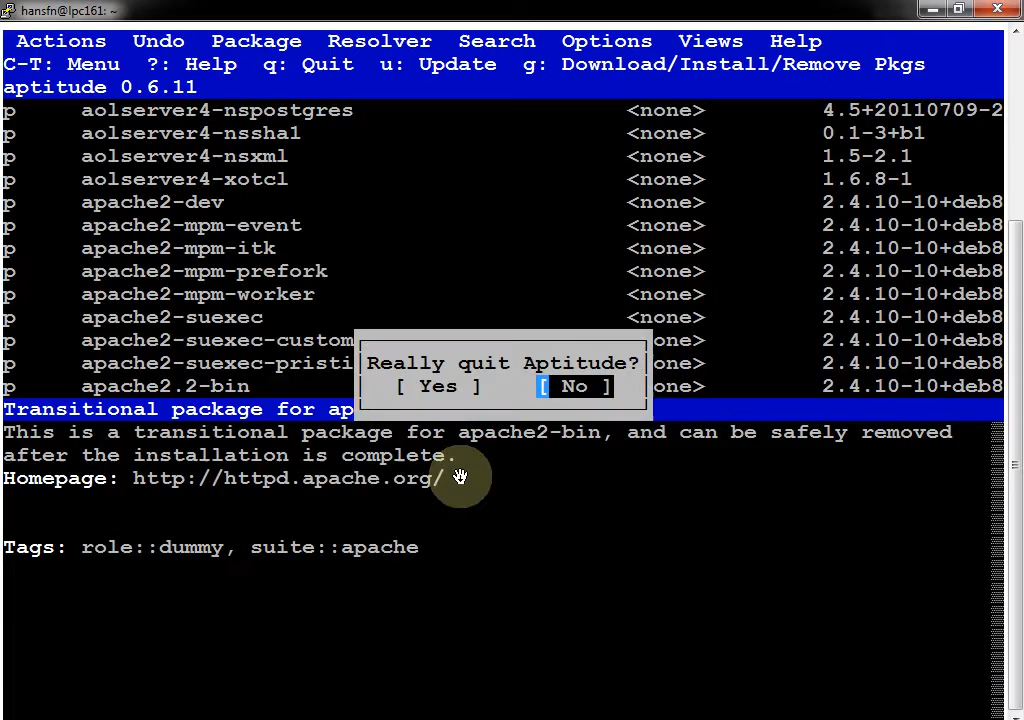 hansfn@lpc161: ~
Actions Undo Package Resolver Search Options Views Help
C-T: Menu ?: Help q: Quit u: Update g: Download/Install/Remove Pkgs
aptitude 0.6.11
p aolserver4-nspostgres <none> 4.5+20110709-2
p aolserver4-nssha1 <none> 0.1-3+b1
p aolserver4-nsxml <none> 1.5-2.1
p aolserver4-xotcl <none> 1.6.8-1
p apache2-dev <none> 2.4.10-10+deb8
p apache2-mpm-event <none> 2.4.10-10+deb8
p apache2-mpm-itk <none> 2.4.10-10+deb8
p apache2-mpm-prefork <none> 2.4.10-10+deb8
p apache2-mpm-worker <none> 2.4.10-10+deb8
p apache2-suexec <none> 2.4.10-10+deb8
p apache2-suexec-custom <none> 2.4.10-10+deb8
p apache2-suexec-pristi <none> 2.4.10-10+deb8
p apache2.2-bin <none> 2.4.10-10+deb8
Really quit Aptitude?
[ Yes ] [ No ]
Transitional package for ap
This is a transitional package for apache2-bin, and can be safely removed
after the installation is complete.
Homepage: http://httpd.apache.org/
Tags: role::dummy, suite::apache